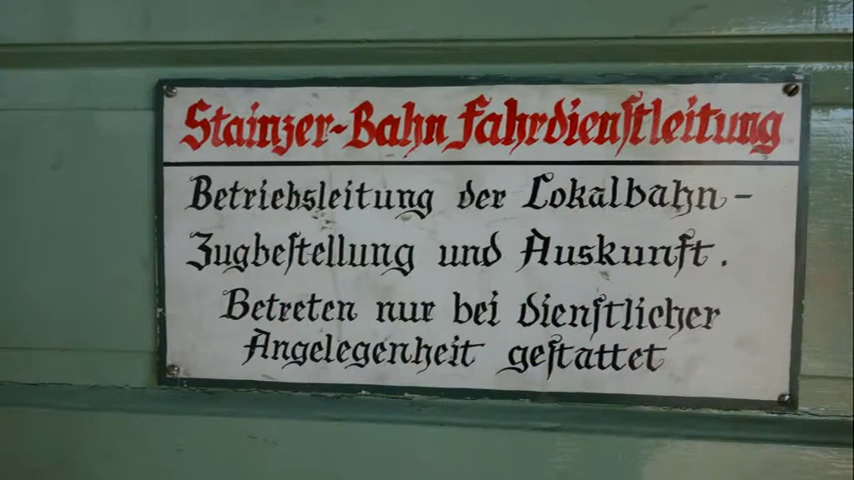 Stainzer-Bahn Fahrdienstleitung
Betriebsleitung der Lokalbahn-
Zugbestellung und Auskunft.
Betreten nur bei dienstlicher
Angelegenheit gestattet